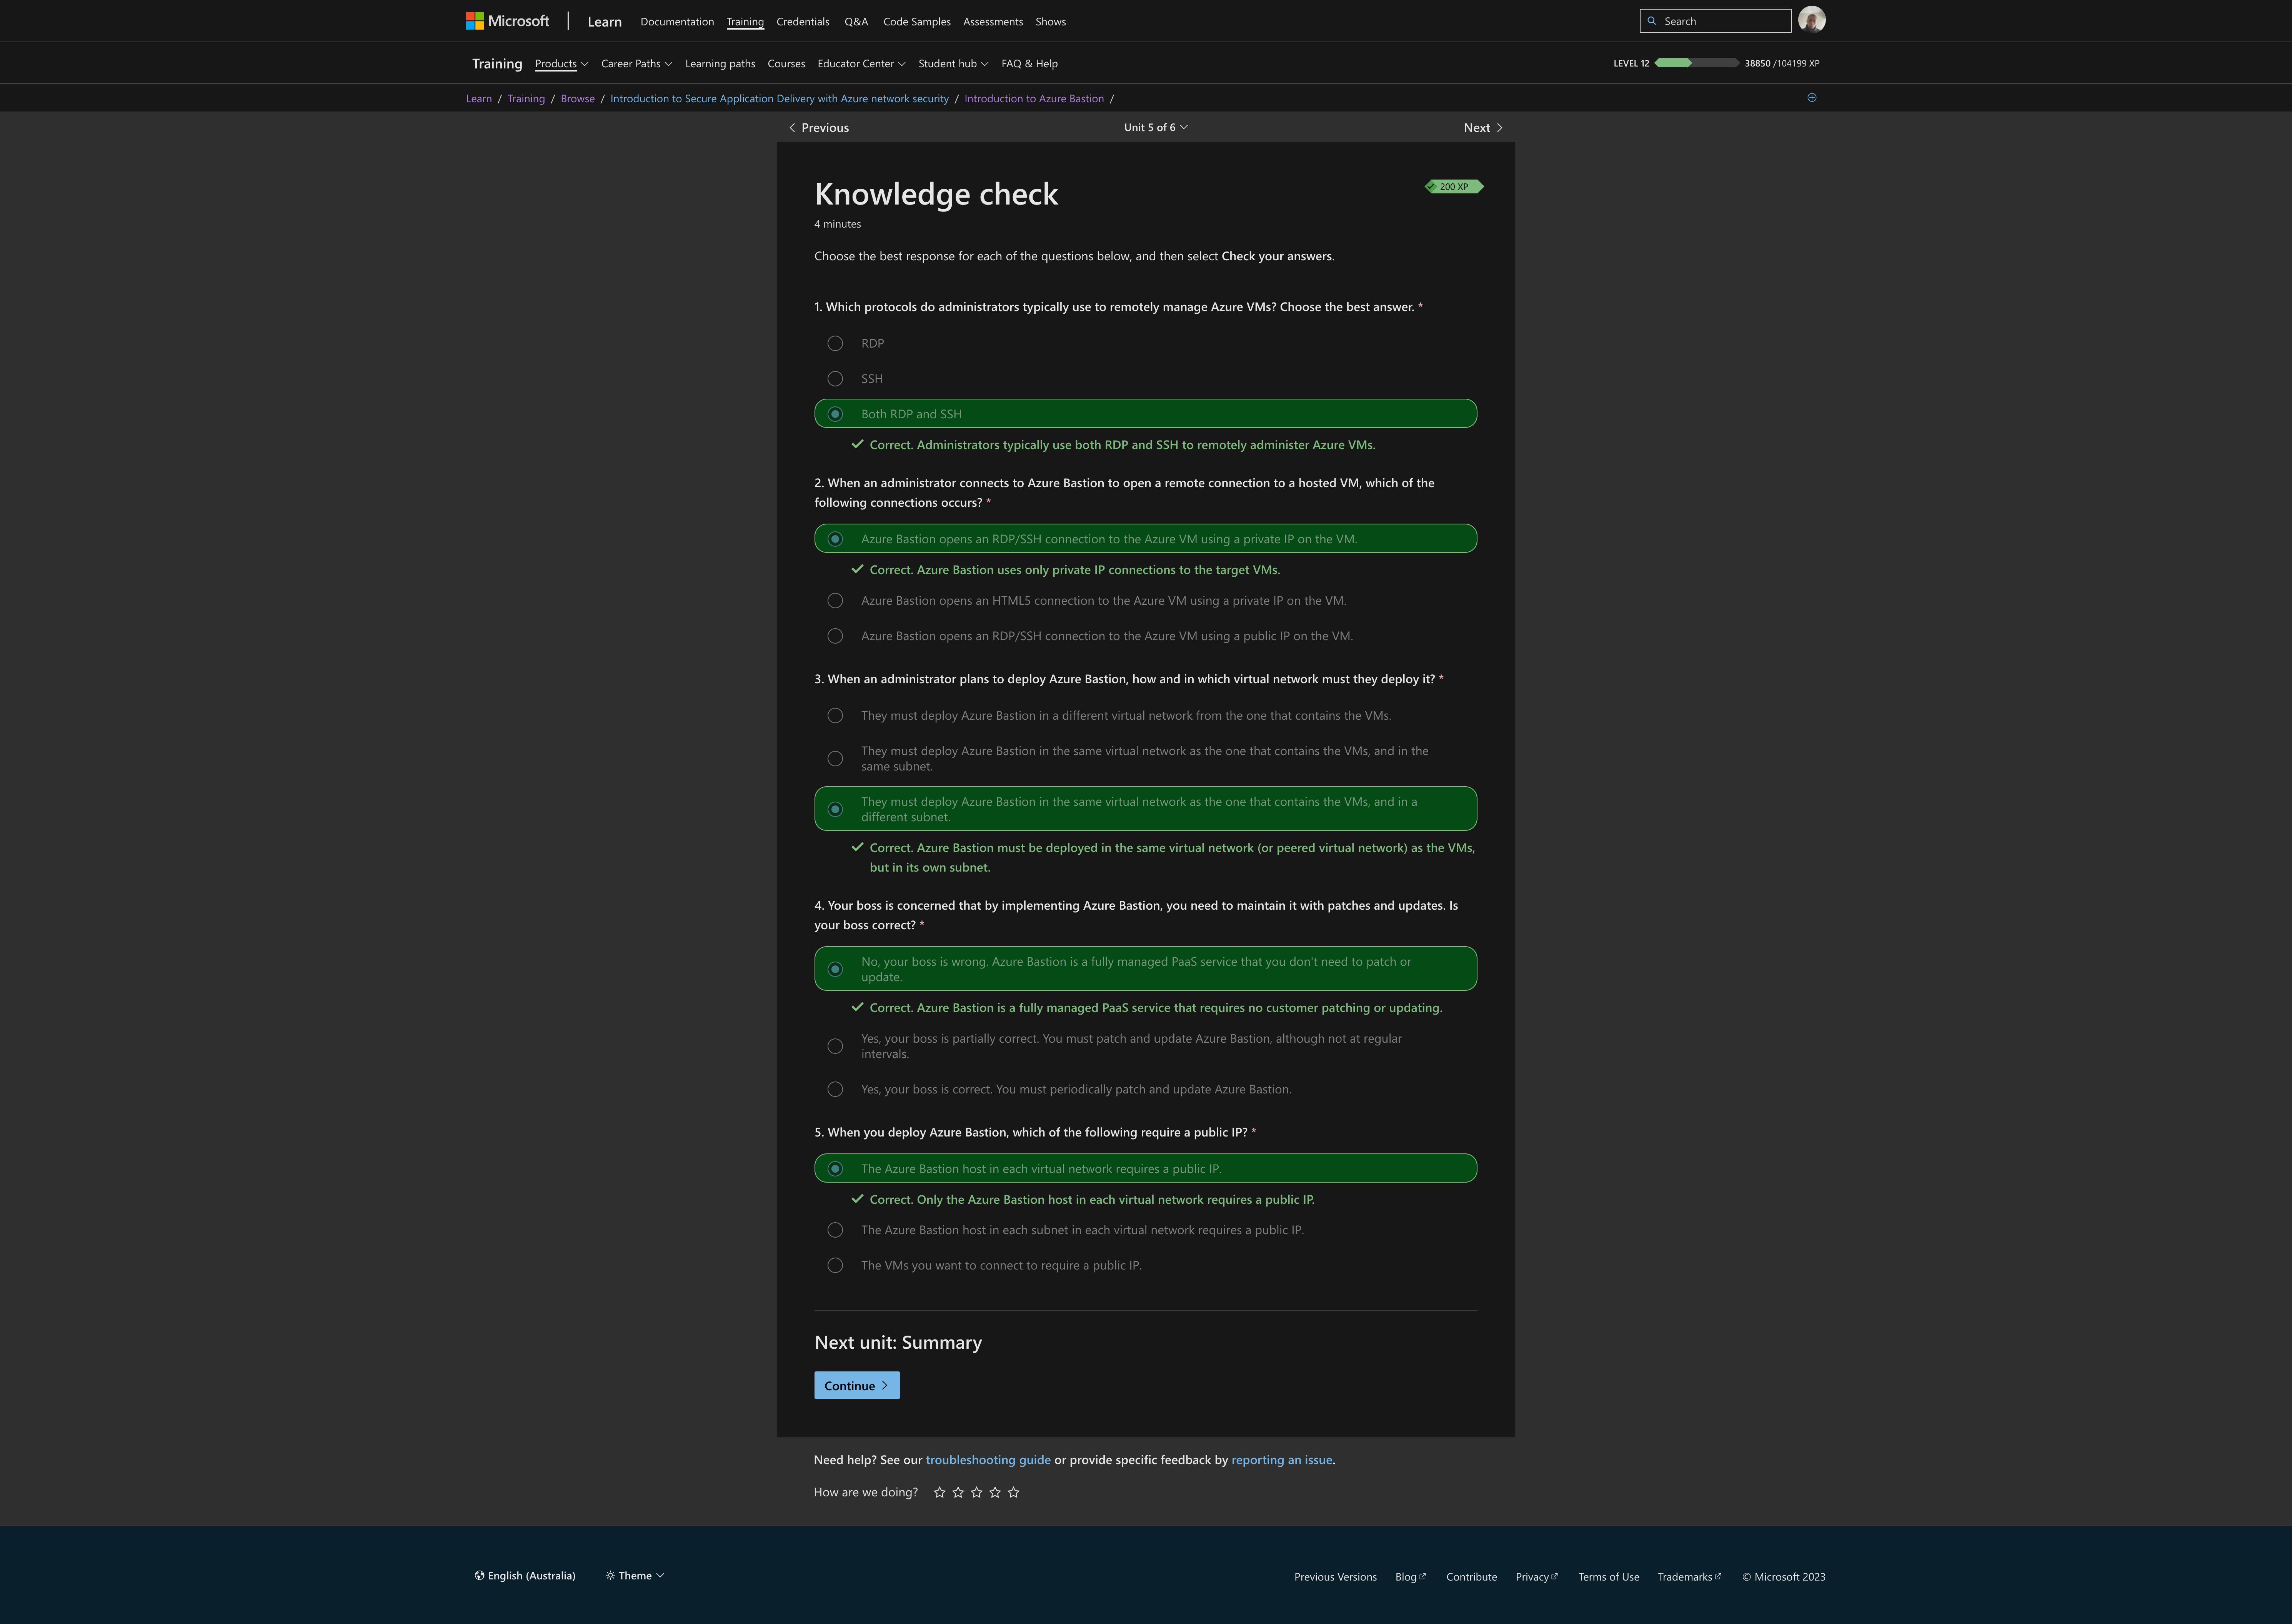 Microsoft Learn Documentation Training Credentials Q&A Code Samples Assessments Shows Search
Training Products Career Paths Learning paths Courses Educator Center Student hub FAQ & Help LEVEL 12 38850 /104199 XP
Learn / Training / Browse / Introduction to Secure Application Delivery with Azure network security / Introduction to Azure Bastion /
Previous Unit 5 of 6 Next
Knowledge check
200 XP
4 minutes
Choose the best response for each of the questions below, and then select Check your answers.
1. Which protocols do administrators typically use to remotely manage Azure VMs? Choose the best answer. *
RDP
SSH
Both RDP and SSH
Correct. Administrators typically use both RDP and SSH to remotely administer Azure VMs.
2. When an administrator connects to Azure Bastion to open a remote connection to a hosted VM, which of the
following connections occurs? *
Azure Bastion opens an RDP/SSH connection to the Azure VM using a private IP on the VM.
Correct. Azure Bastion uses only private IP connections to the target VMs.
Azure Bastion opens an HTML5 connection to the Azure VM using a private IP on the VM.
Azure Bastion opens an RDP/SSH connection to the Azure VM using a public IP on the VM.
3. When an administrator plans to deploy Azure Bastion, how and in which virtual network must they deploy it? *
They must deploy Azure Bastion in a different virtual network from the one that contains the VMs.
They must deploy Azure Bastion in the same virtual network as the one that contains the VMs, and in the
same subnet.
They must deploy Azure Bastion in the same virtual network as the one that contains the VMs, and in a
different subnet.
Correct. Azure Bastion must be deployed in the same virtual network (or peered virtual network) as the VMs,
but in its own subnet.
4. Your boss is concerned that by implementing Azure Bastion, you need to maintain it with patches and updates. Is
your boss correct? *
No, your boss is wrong. Azure Bastion is a fully managed PaaS service that you don't need to patch or
update.
Correct. Azure Bastion is a fully managed PaaS service that requires no customer patching or updating.
Yes, your boss is partially correct. You must patch and update Azure Bastion, although not at regular
intervals.
Yes, your boss is correct. You must periodically patch and update Azure Bastion.
5. When you deploy Azure Bastion, which of the following require a public IP? *
The Azure Bastion host in each virtual network requires a public IP.
Correct. Only the Azure Bastion host in each virtual network requires a public IP.
The Azure Bastion host in each subnet in each virtual network requires a public IP.
The VMs you want to connect to require a public IP.
Next unit: Summary
Continue
Need help? See our troubleshooting guide or provide specific feedback by reporting an issue.
How are we doing?
English (Australia) Theme Previous Versions Blog Contribute Privacy Terms of Use Trademarks © Microsoft 2023